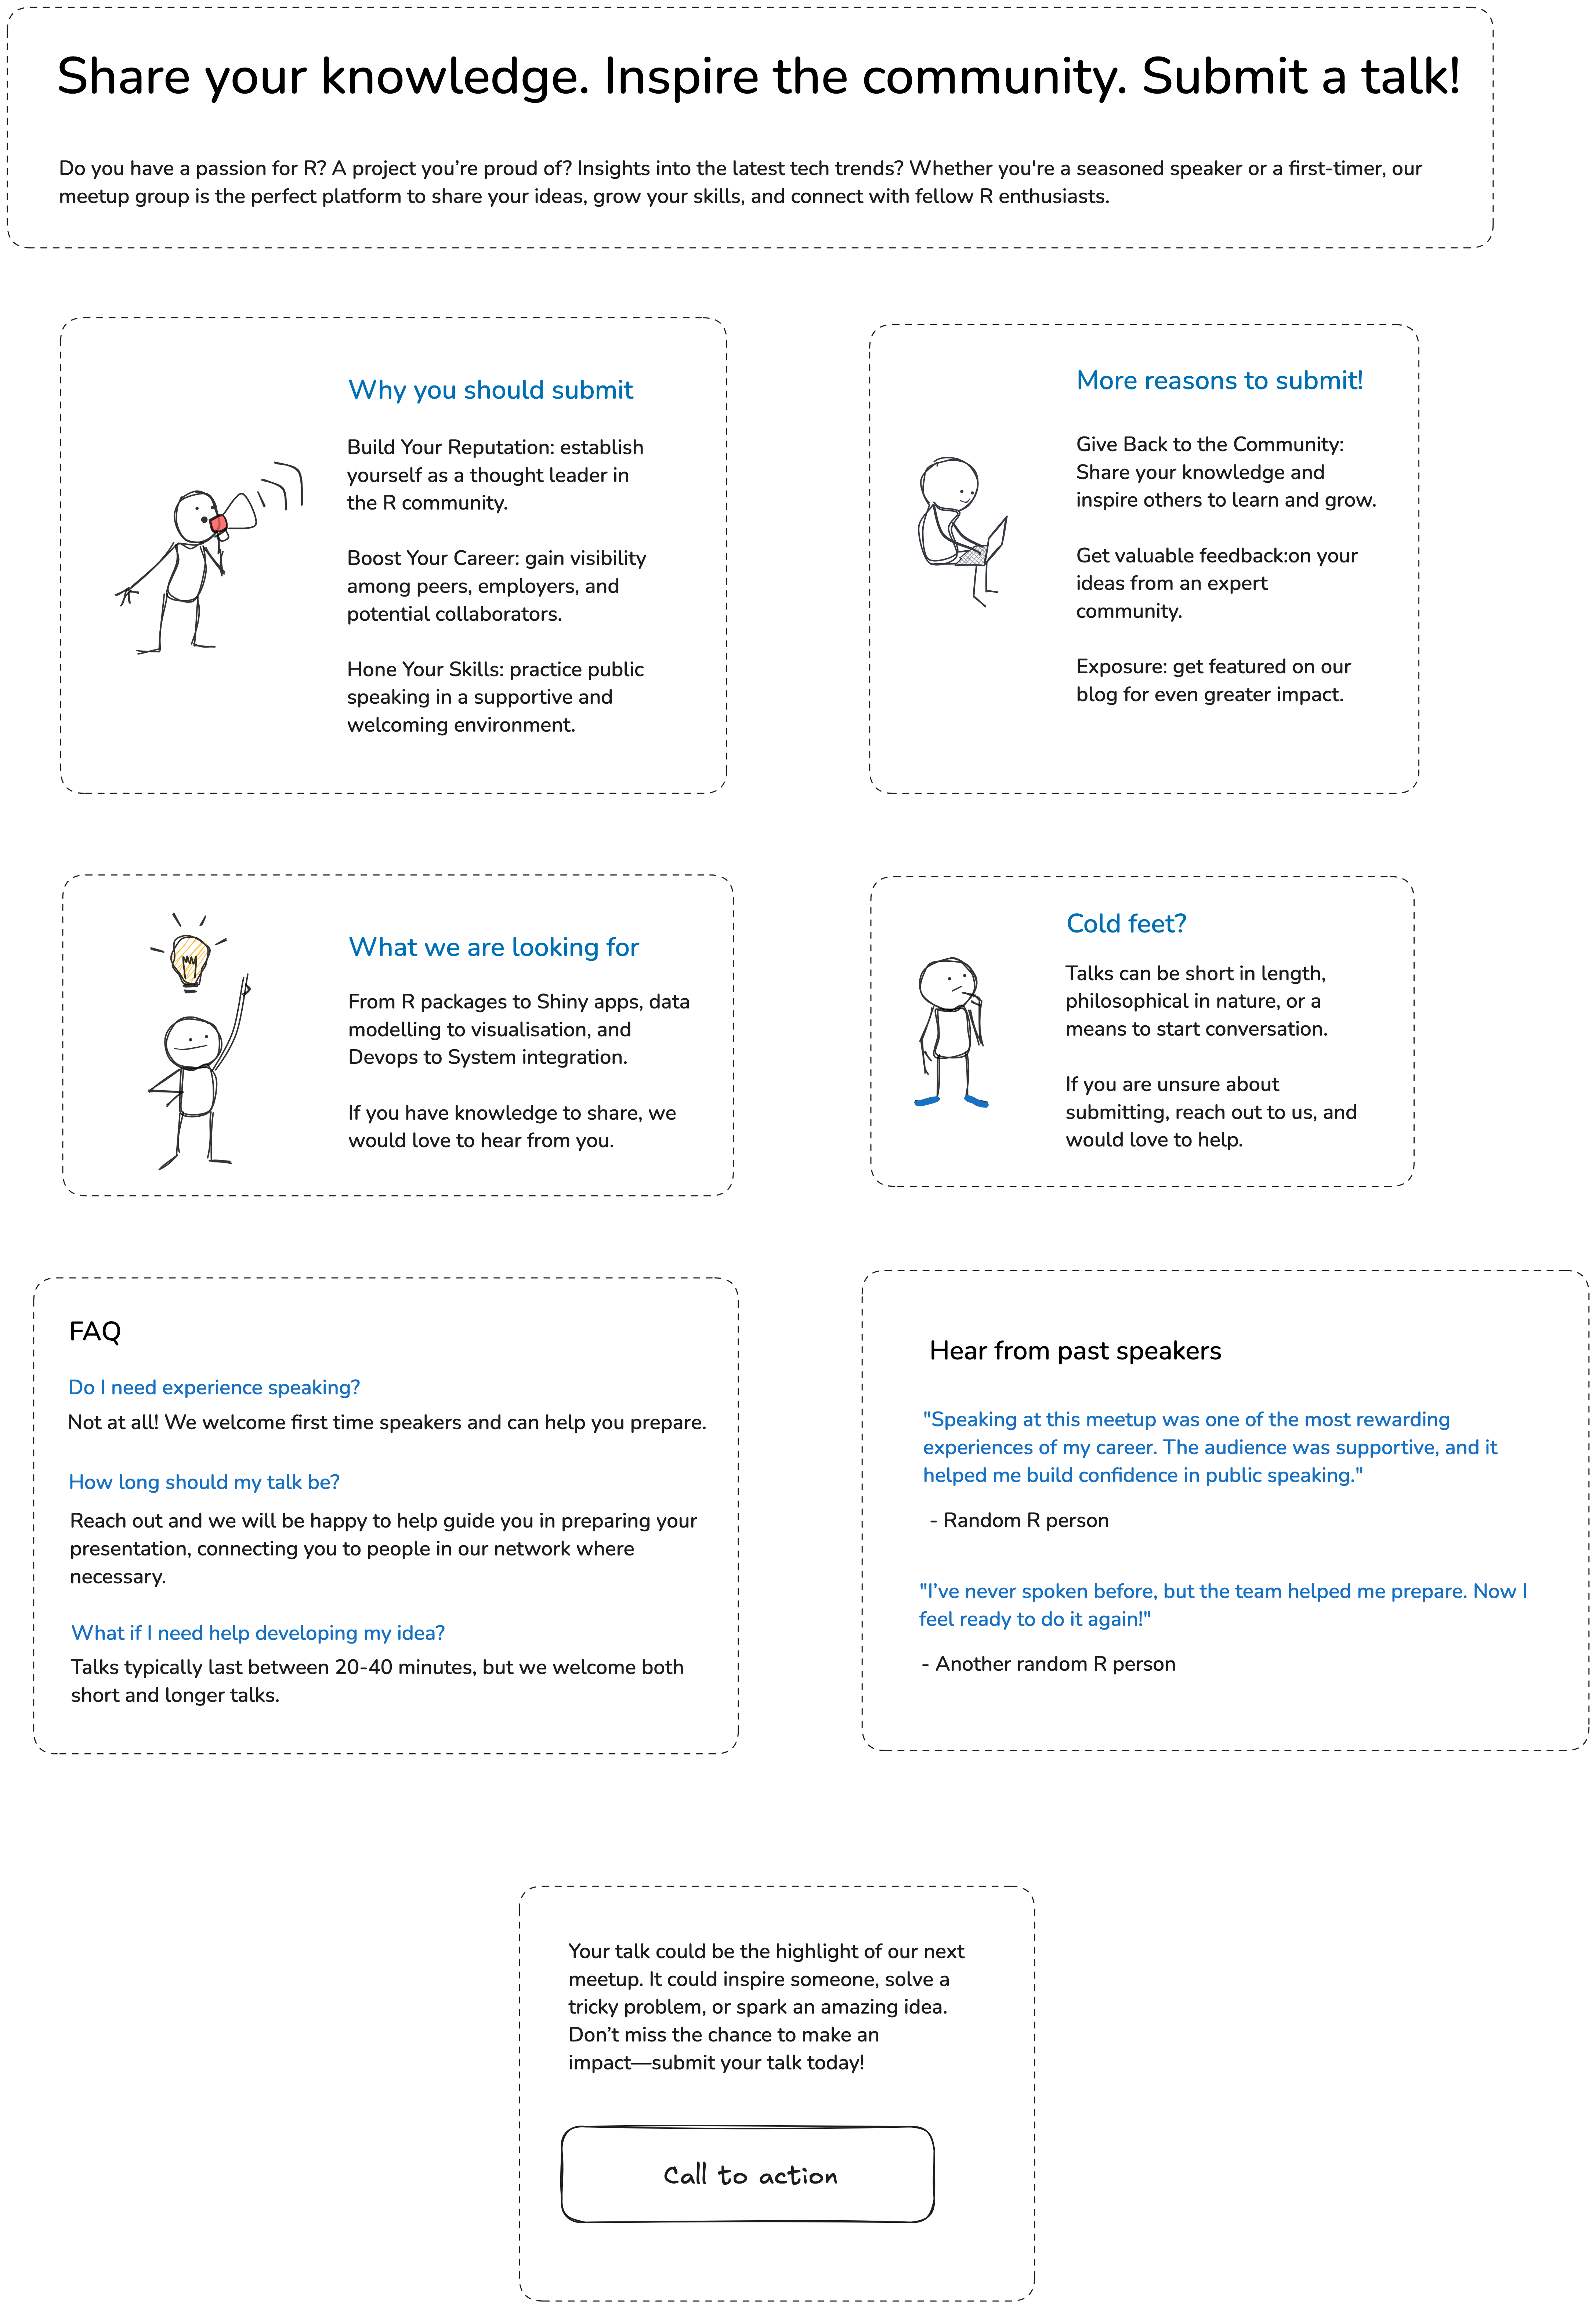 Share your knowledge. Inspire the community. Submit a talk!
Do you have a passion for R? A project you’re proud of? Insights into the latest tech trends? Whether you're a seasoned speaker or a first-timer, our
meetup group is the perfect platform to share your ideas, grow your skills, and connect with fellow R enthusiasts.
Why you should submit
Build Your Reputation: establish
yourself as a thought leader in
the R community.
Boost Your Career: gain visibility
among peers, employers, and
potential collaborators.
Hone Your Skills: practice public
speaking in a supportive and
welcoming environment.
More reasons to submit!
Give Back to the Community:
Share your knowledge and
inspire others to learn and grow.
Get valuable feedback:on your
ideas from an expert
community.
Exposure: get featured on our
blog for even greater impact.
What we are looking for
From R packages to Shiny apps, data
modelling to visualisation, and
Devops to System integration.
If you have knowledge to share, we
would love to hear from you.
Cold feet?
Talks can be short in length,
philosophical in nature, or a
means to start conversation.
If you are unsure about
submitting, reach out to us, and
would love to help.
FAQ
Do I need experience speaking?
Not at all! We welcome first time speakers and can help you prepare.
How long should my talk be?
Reach out and we will be happy to help guide you in preparing your
presentation, connecting you to people in our network where
necessary.
What if I need help developing my idea?
Talks typically last between 20-40 minutes, but we welcome both
short and longer talks.
Hear from past speakers
"Speaking at this meetup was one of the most rewarding
experiences of my career. The audience was supportive, and it
helped me build confidence in public speaking."
- Random R person
"I’ve never spoken before, but the team helped me prepare. Now I
feel ready to do it again!"
- Another random R person
Your talk could be the highlight of our next
meetup. It could inspire someone, solve a
tricky problem, or spark an amazing idea.
Don’t miss the chance to make an
impact—submit your talk today!
Call to action